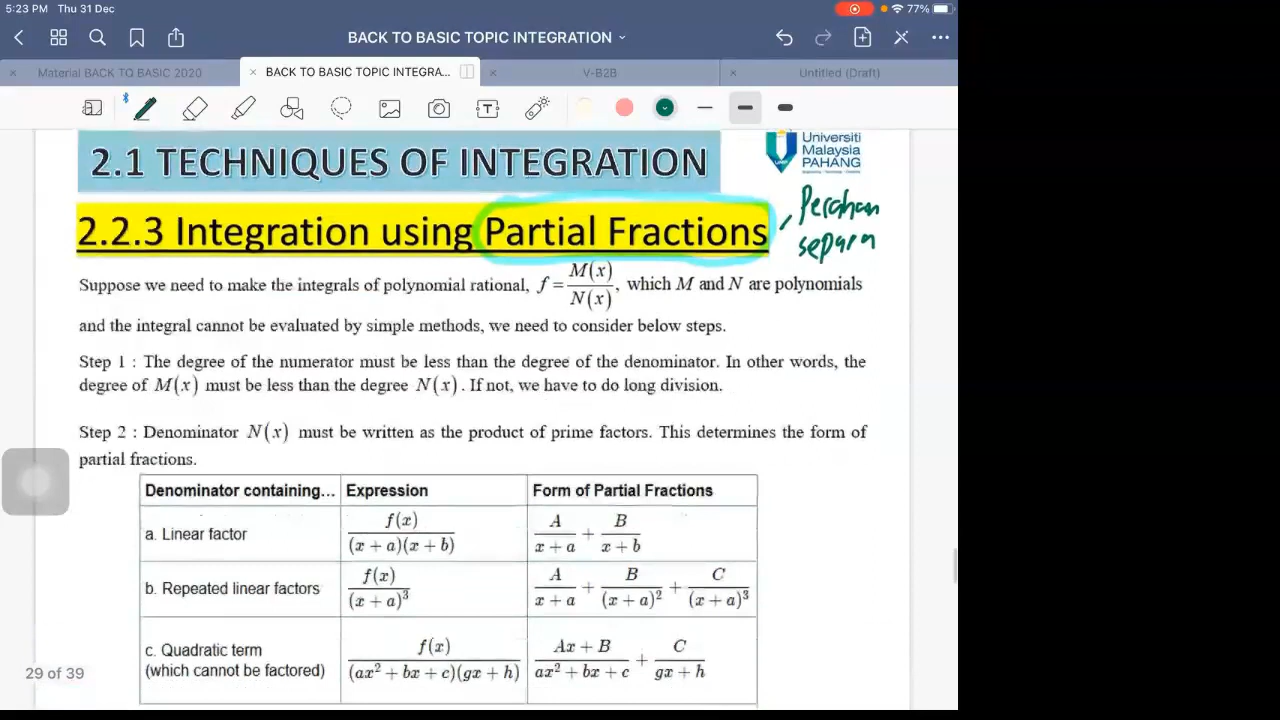 5:23 PM Thu 31 Dec
77%
BACK TO BASIC TOPIC INTEGRATION
Material BACK TO BASIC 2020
BACK TO BASIC TOPIC INTEGRA...
V-B2B
Untitled (Draft)
2.1 TECHNIQUES OF INTEGRATION
Universiti
Malaysia
PAHANG
2.2.3 Integration using Partial Fractions
Pecahan
separa
Suppose we need to make the integrals of polynomial rational, f = M(x)/N(x), which M and N are polynomials
and the integral cannot be evaluated by simple methods, we need to consider below steps.
Step 1 : The degree of the numerator must be less than the degree of the denominator. In other words, the
degree of M(x) must be less than the degree N(x). If not, we have to do long division.
Step 2 : Denominator N(x) must be written as the product of prime factors. This determines the form of
partial fractions.
Denominator containing... Expression Form of Partial Fractions
a. Linear factor f(x)/((x + a)(x + b)) A/(x + a) + B/(x + b)
b. Repeated linear factors f(x)/(x + a)³ A/(x + a) + B/(x + a)² + C/(x + a)³
c. Quadratic term
(which cannot be factored) f(x)/((ax² + bx + c)(gx + h)) (Ax + B)/(ax² + bx + c) + C/(gx + h)
29 of 39